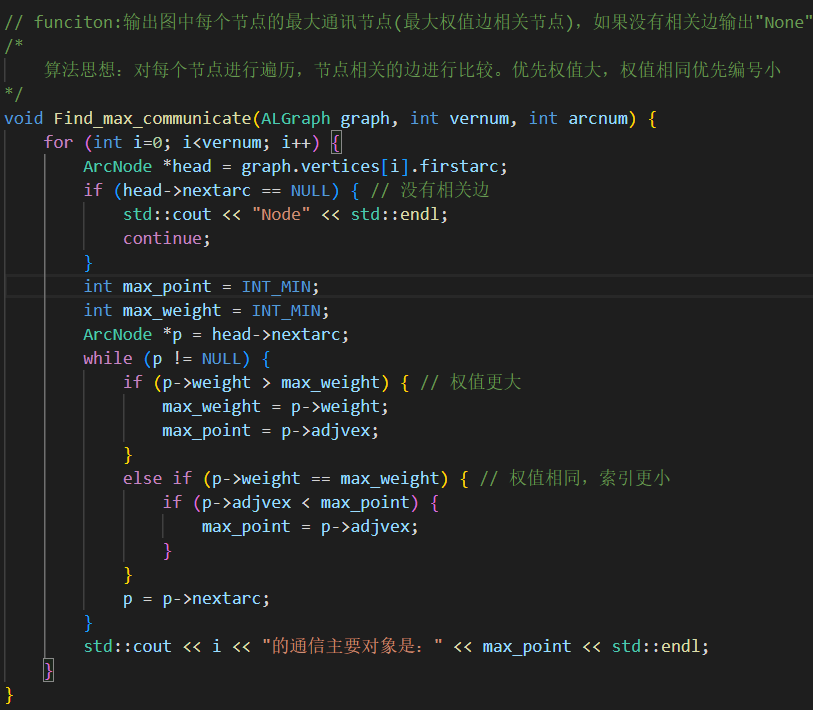 // funciton:输出图中每个节点的最大通讯节点(最大权值边相关节点)，如果没有相关边输出"None"
/*
    算法思想：对每个节点进行遍历，节点相关的边进行比较。优先权值大，权值相同优先编号小
*/
void Find_max_communicate(ALGraph graph, int vernum, int arcnum) {
    for (int i=0; i<vernum; i++) {
        ArcNode *head = graph.vertices[i].firstarc;
        if (head->nextarc == NULL) { // 没有相关边
            std::cout << "Node" << std::endl;
            continue;
        }
        int max_point = INT_MIN;
        int max_weight = INT_MIN;
        ArcNode *p = head->nextarc;
        while (p != NULL) {
            if (p->weight > max_weight) { // 权值更大
                max_weight = p->weight;
                max_point = p->adjvex;
            }
            else if (p->weight == max_weight) { // 权值相同，索引更小
                if (p->adjvex < max_point) {
                    max_point = p->adjvex;
                }
            }
            p = p->nextarc;
        }
        std::cout << i << "的通信主要对象是：" << max_point << std::endl;
    }
}